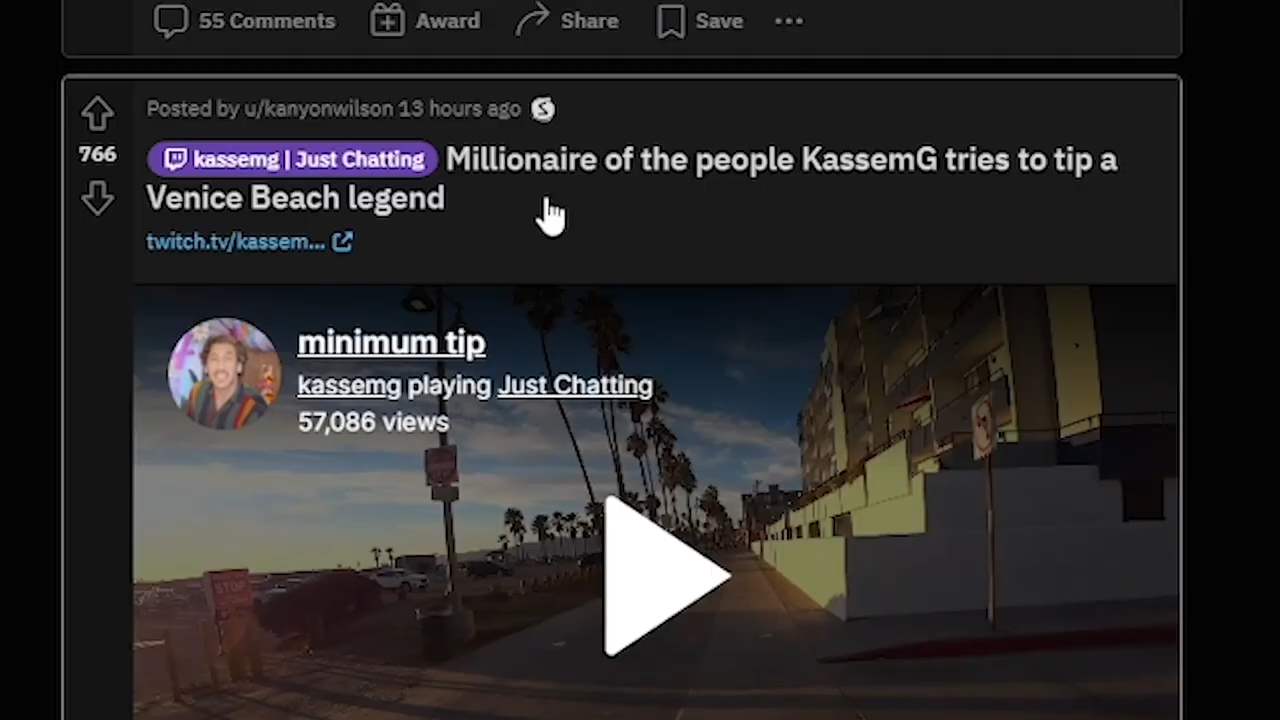 55 Comments Award Share Save
Posted by u/kanyonwilson 13 hours ago
766
kassemg | Just Chatting Millionaire of the people KassemG tries to tip a
Venice Beach legend
twitch.tv/kassem...
minimum tip
kassemg playing Just Chatting
57,086 views
STOP